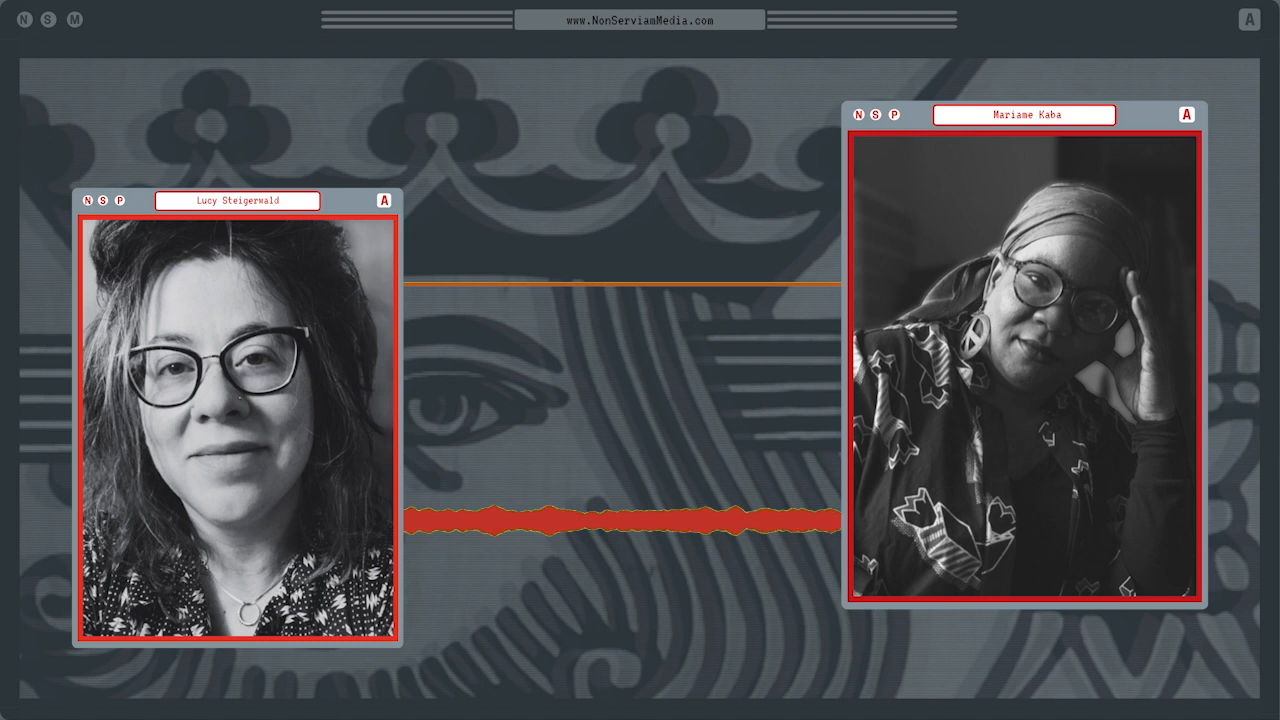 N S M
www.NonServiamMedia.com
A
N S P
Mariame Kaba
A
N S P
Lucy Steigerwald
A